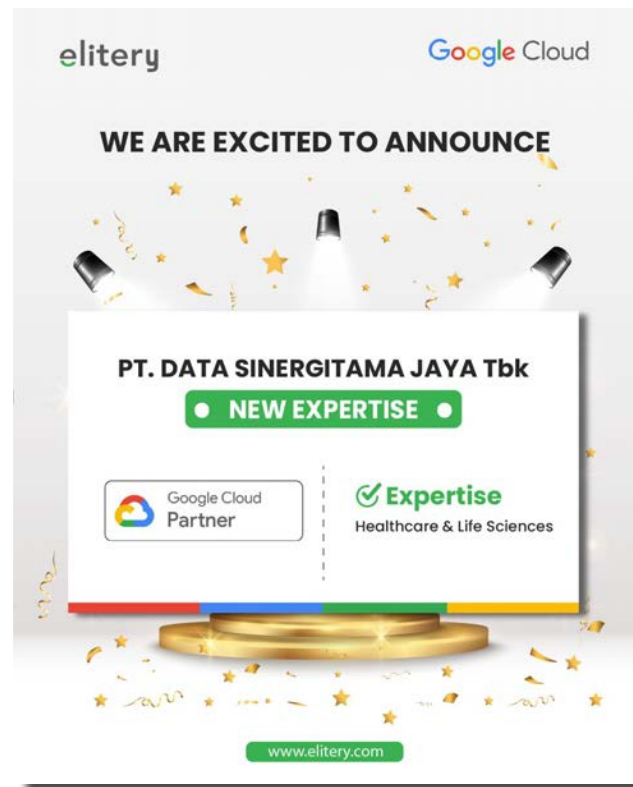 elitery
Google Cloud
WE ARE EXCITED TO ANNOUNCE
PT. DATA SINERGITAMA JAYA Tbk
NEW EXPERTISE
Google Cloud
Partner
Expertise
Healthcare & Life Sciences
www.elitery.com